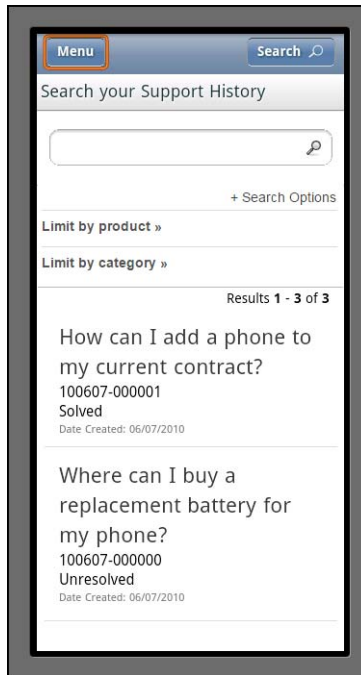 Menu
Search
Search your Support History
+ Search Options
Limit by product »
Limit by category »
Results 1 - 3 of 3
How can I add a phone to
my current contract?
100607-000001
Solved
Date Created: 06/07/2010
Where can I buy a
replacement battery for
my phone?
100607-000000
Unresolved
Date Created: 06/07/2010